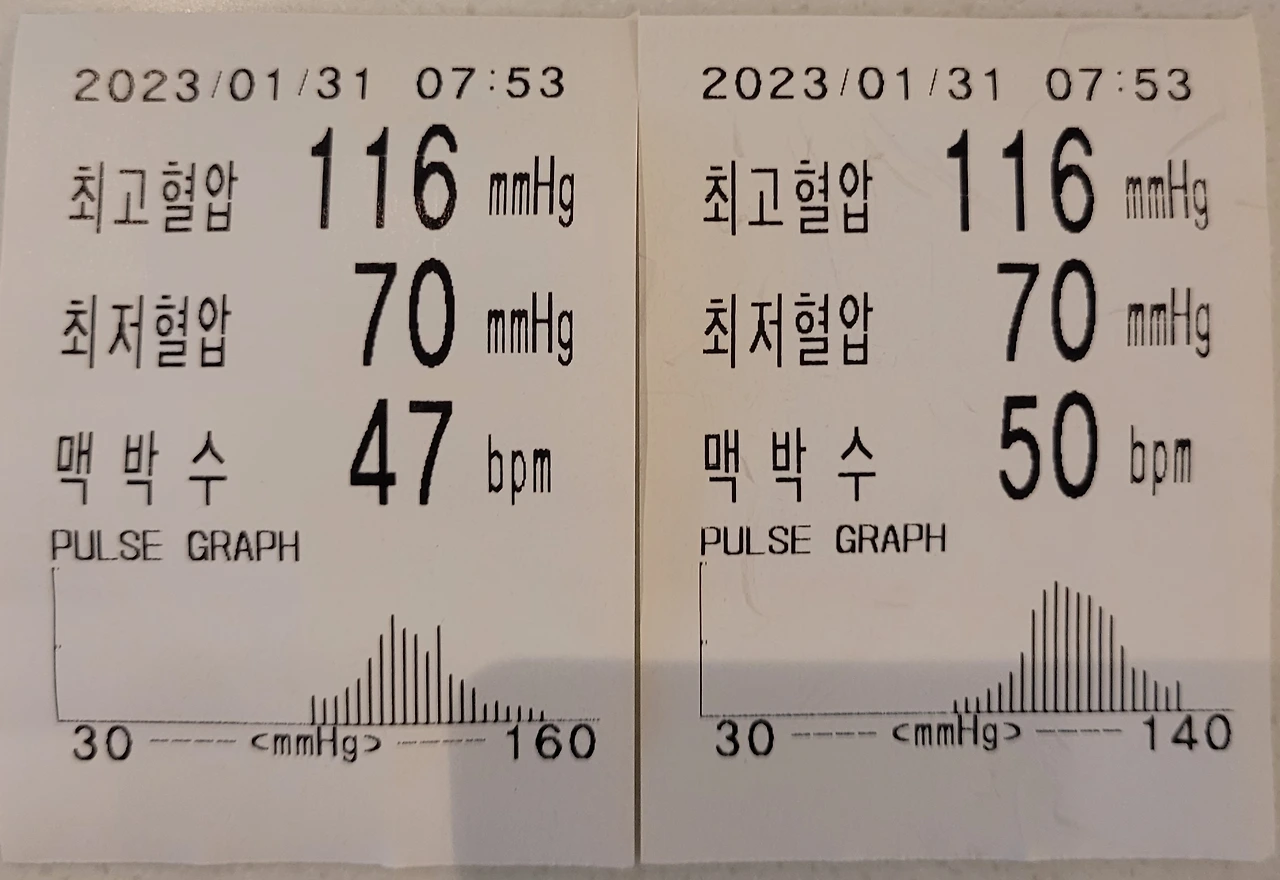 2023/01/31 07:53
최고혈압 116 mmHg
최저혈압 70 mmHg
맥 박 수 47 bpm
PULSE GRAPH
30 ----- <mmHg> ----- 160
2023/01/31 07:53
최고혈압 116 mmHg
최저혈압 70 mmHg
맥 박 수 50 bpm
PULSE GRAPH
30 ----- <mmHg> ----- 140